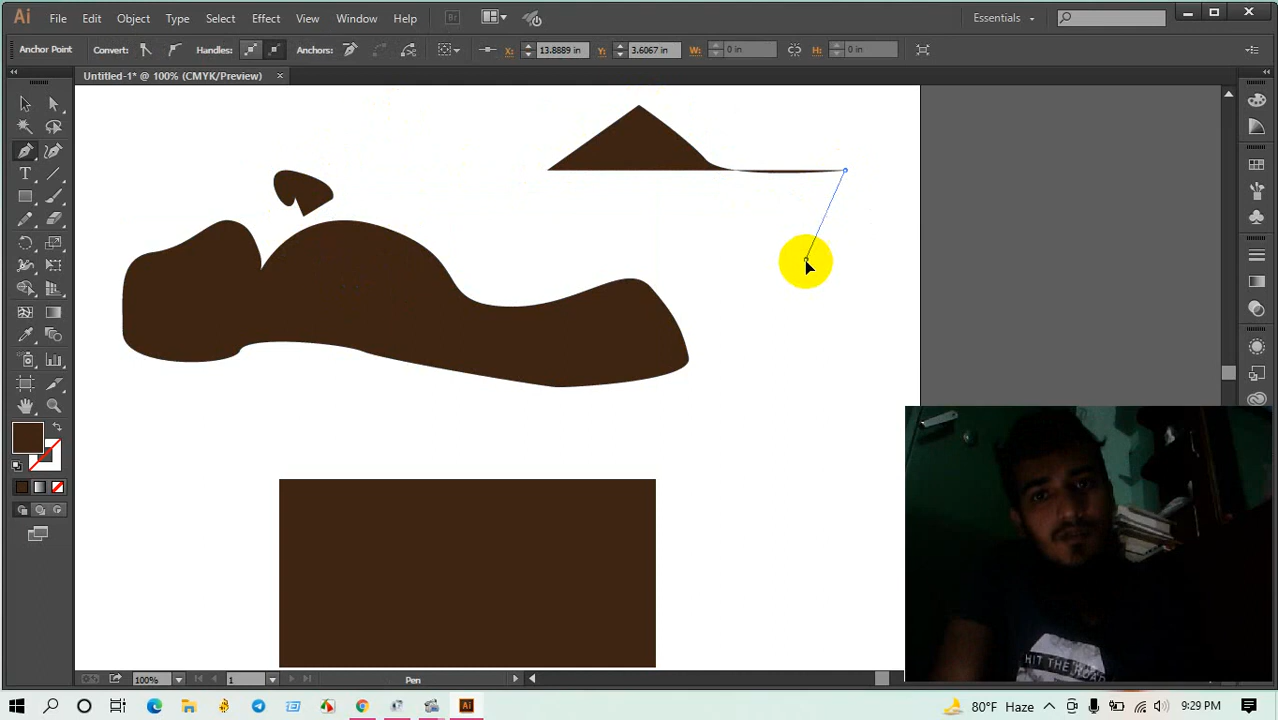 Ai File Edit Object Type Select Effect View Window Help Br Essentials
Anchor Point Convert: Handles: Anchors: X: 13.8889 in Y: 3.6067 in W: 0 in H: 0 in
Untitled-1* @ 100% (CMYK/Preview) ×
T
HIT THE ROAD
100% 1 Pen
Ai 80°F Haze 9:29 PM